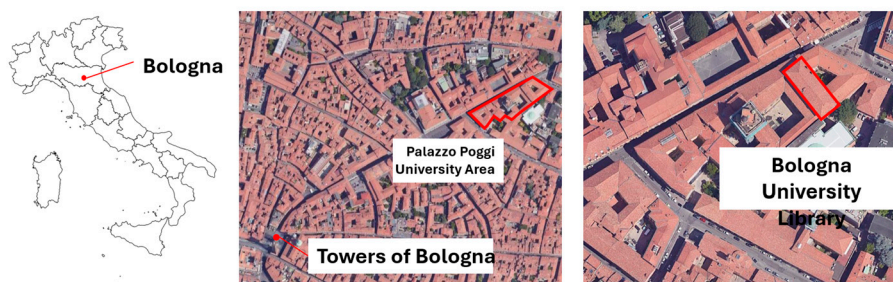 Bologna
Palazzo Poggi
University Area
Towers of Bologna
Bologna
University
Library